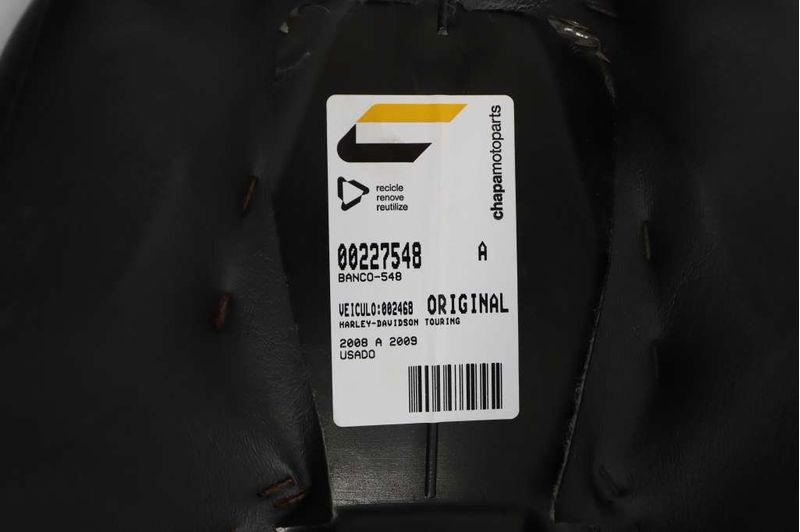 chapamotoparts
recicle
renove
reutilize
00227548 A
BANCO-548
VEICULO:002468 ORIGINAL
HARLEY-DAVIDSON TOURING
2008 A 2009
USADO